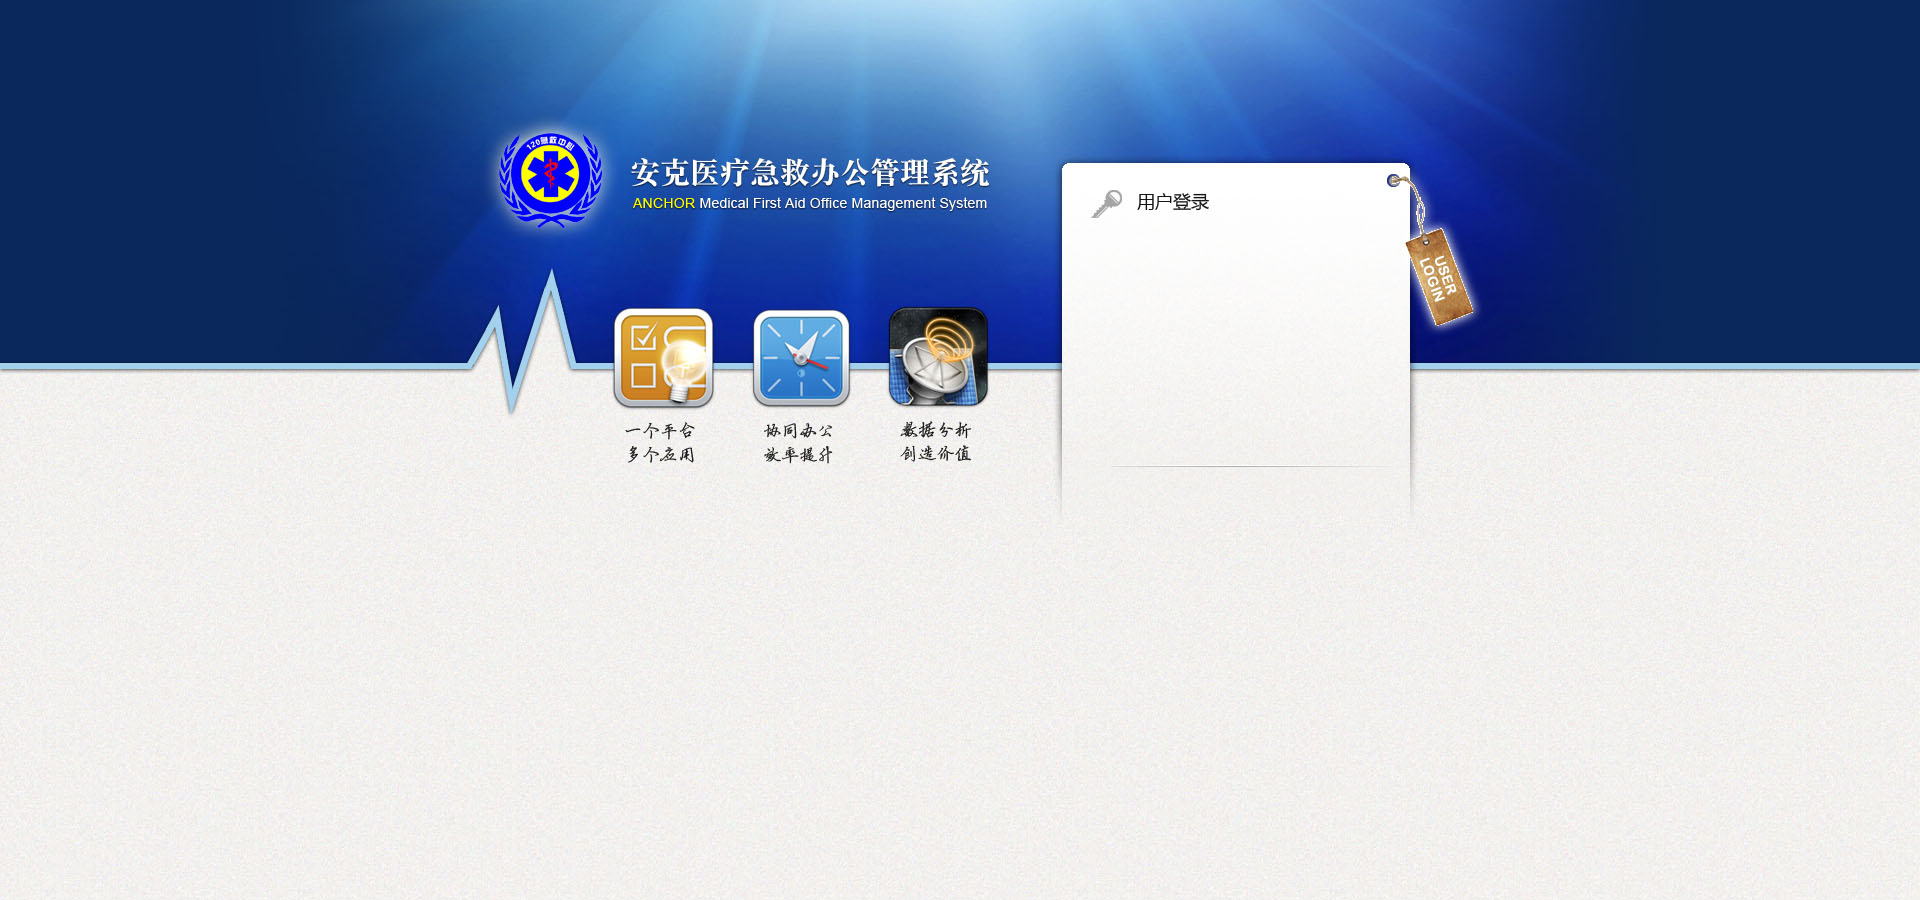 120急救中心
安克医疗急救办公管理系统
ANCHOR Medical First Aid Office Management System
用户登录
USER
LOGIN
一个平台
多个应用
协同办公
效率提升
数据分析
创造价值